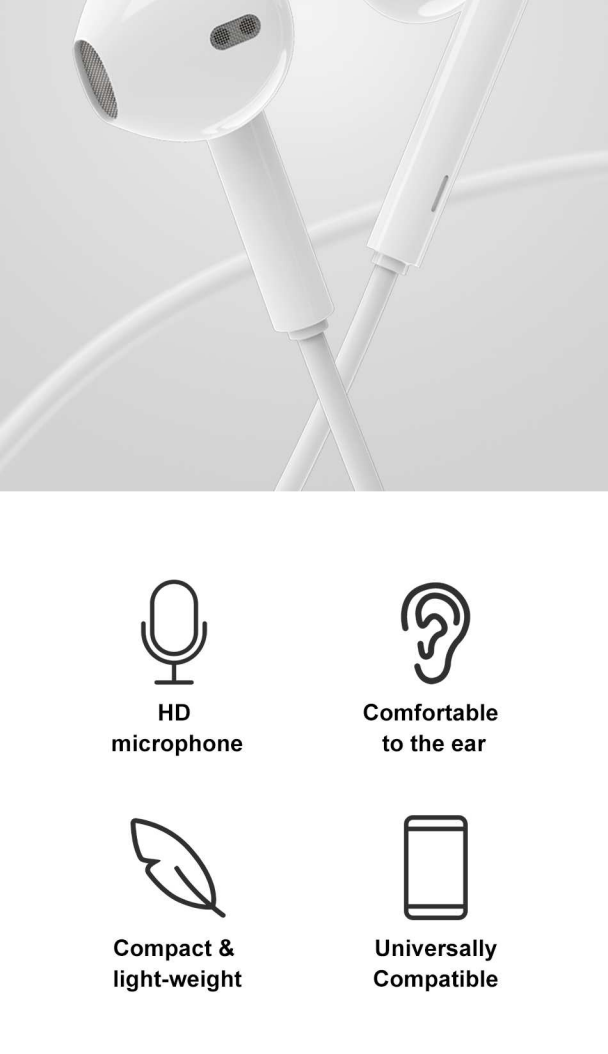 HD
microphone
Comfortable
to the ear
Compact &
light-weight
Universally
Compatible